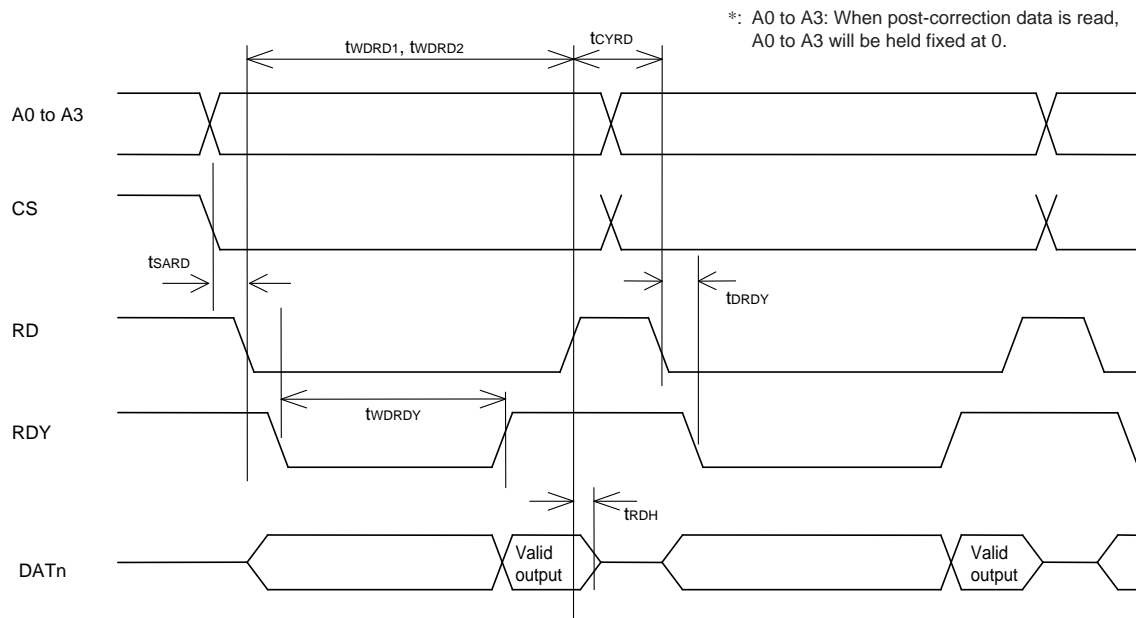 *: A0 to A3: When post-correction data is read,
A0 to A3 will be held fixed at 0.
tWDRD1, tWDRD2
tCYRD
A0 to A3
CS
tSARD
tDRDY
RD
tWDRDY
RDY
tRDH
DATn
Valid
output
Valid
output